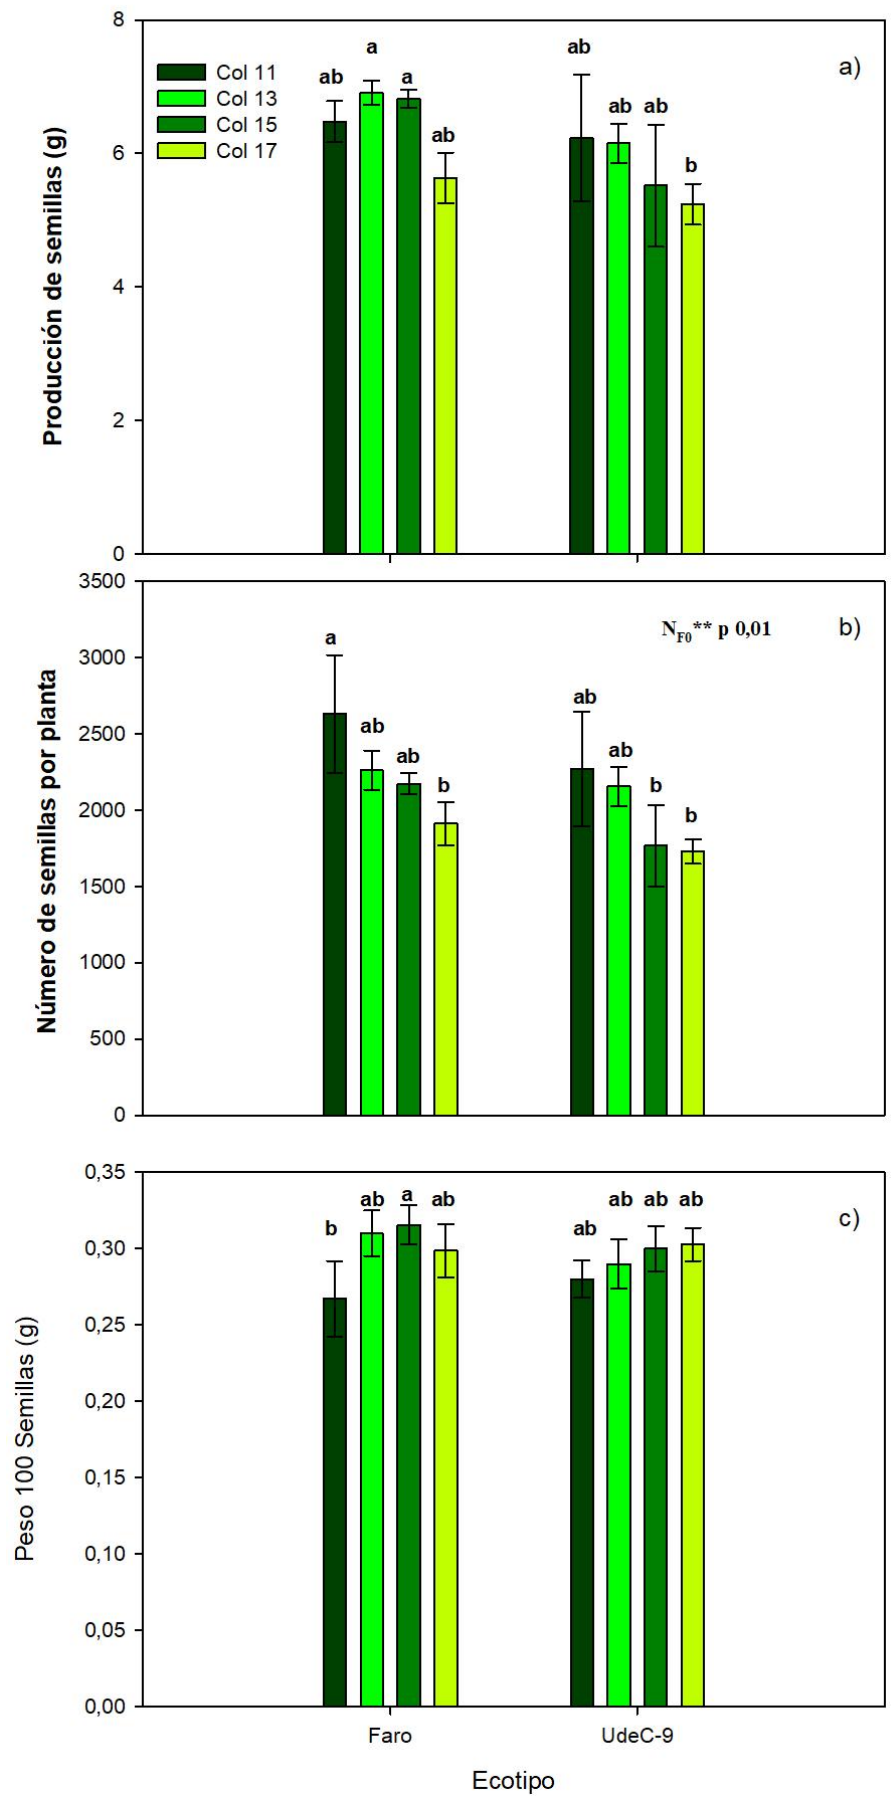 8
6
4
2
0
Producción de semillas (g)
Col 11
Col 13
Col 15
Col 17
a)
ab
a
a
ab
ab
ab
ab
b
3500
3000
2500
2000
1500
1000
500
0
Número de semillas por planta
N_F0** p 0,01
b)
a
ab
ab
b
ab
ab
b
b
0,35
0,30
0,25
0,20
0,15
0,10
0,05
0,00
Peso 100 Semillas (g)
c)
b
ab
a
ab
ab
ab
ab
ab
Faro
UdeC-9
Ecotipo